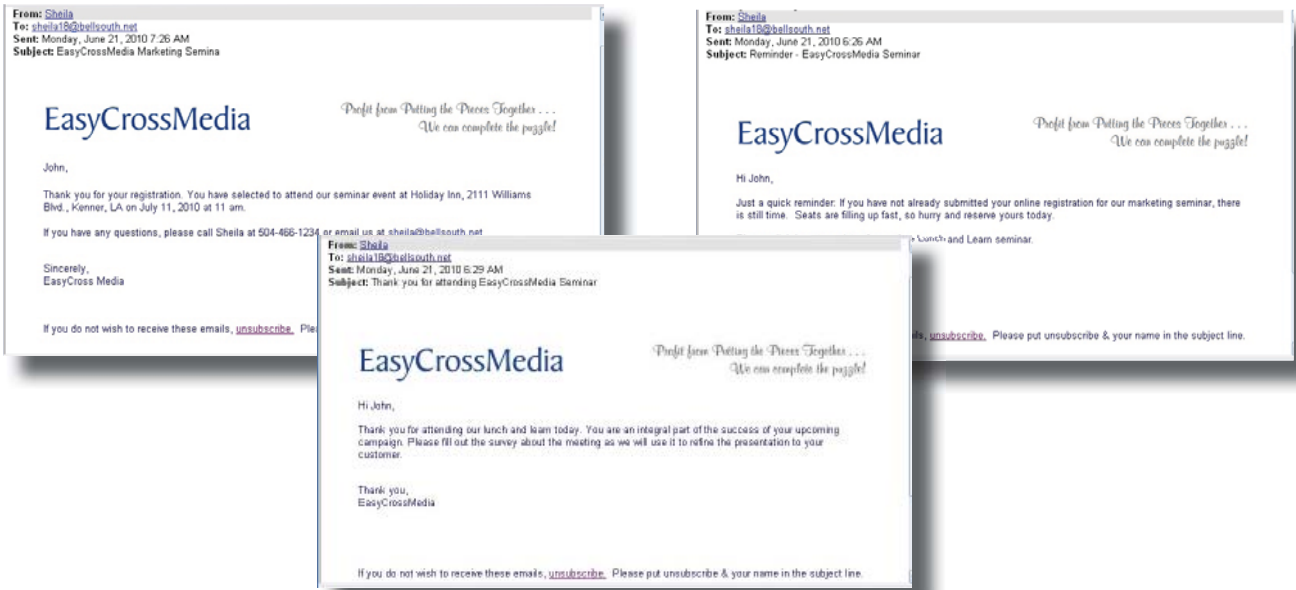 From: Sheila
To: sheila18@bellsouth.net
Sent: Monday, June 21, 2010 7:26 AM
Subject: EasyCrossMedia Marketing Semina
EasyCrossMedia
Profit from Putting the Pieces Together . . .
We can complete the puzzle!
John,
Thank you for your registration. You have selected to attend our seminar event at Holiday Inn, 2111 Williams
Blvd., Kenner, LA on July 11, 2010 at 11 am.
If you have any questions, please call Sheila at 504-466-1234 or email us at sheila@bellsouth.net
Sincerely,
EasyCross Media
If you do not wish to receive these emails, unsubscribe.
From: Sheila
To: sheila18@bellsouth.net
Sent: Monday, June 21, 2010 6:26 AM
Subject: Reminder - EasyCrossMedia Seminar
EasyCrossMedia
Profit from Putting the Pieces Together . . .
We can complete the puzzle!
Hi John,
Just a quick reminder: If you have not already submitted your online registration for our marketing seminar, there
is still time. Seats are filling up fast, so hurry and reserve yours today.
Lunch and Learn seminar.
unsubscribe. Please put unsubscribe & your name in the subject line.
From: Sheila
To: sheila18@bellsouth.net
Sent: Monday, June 21, 2010 6:29 AM
Subject: Thank you for attending EasyCrossMedia Seminar
EasyCrossMedia
Profit from Putting the Pieces Together . . .
We can complete the puzzle!
Hi John,
Thank you for attending our lunch and learn today. You are an integral part of the success of your upcoming
campaign. Please fill out the survey about the meeting as we will use it to refine the presentation to your
customer.
Thank you,
EasyCrossMedia
If you do not wish to receive these emails, unsubscribe. Please put unsubscribe & your name in the subject line.